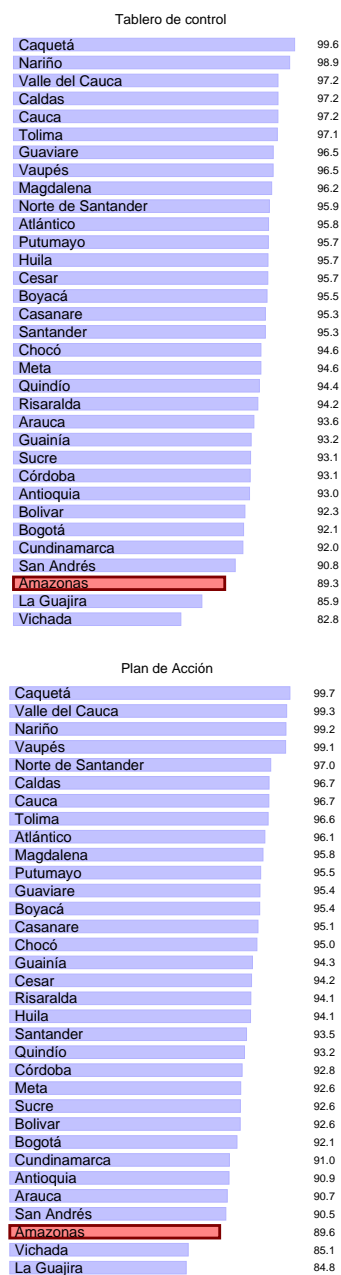 Tablero de control
Caquetá 99.6
Nariño 98.9
Valle del Cauca 97.2
Caldas 97.2
Cauca 97.2
Tolima 97.1
Guaviare 96.5
Vaupés 96.5
Magdalena 96.2
Norte de Santander 95.9
Atlántico 95.8
Putumayo 95.7
Huila 95.7
Cesar 95.7
Boyacá 95.5
Casanare 95.3
Santander 95.3
Chocó 94.6
Meta 94.6
Quindío 94.4
Risaralda 94.2
Arauca 93.6
Guainía 93.2
Sucre 93.1
Córdoba 93.1
Antioquia 93.0
Bolivar 92.3
Bogotá 92.1
Cundinamarca 92.0
San Andrés 90.8
Amazonas 89.3
La Guajira 85.9
Vichada 82.8
Plan de Acción
Caquetá 99.7
Valle del Cauca 99.3
Nariño 99.2
Vaupés 99.1
Norte de Santander 97.0
Caldas 96.7
Cauca 96.7
Tolima 96.6
Atlántico 96.1
Magdalena 95.8
Putumayo 95.5
Guaviare 95.4
Boyacá 95.4
Casanare 95.1
Chocó 95.0
Guainía 94.3
Cesar 94.2
Risaralda 94.1
Huila 94.1
Santander 93.5
Quindío 93.2
Córdoba 92.8
Meta 92.6
Sucre 92.6
Bolivar 92.6
Bogotá 92.1
Cundinamarca 91.0
Antioquia 90.9
Arauca 90.7
San Andrés 90.5
Amazonas 89.6
Vichada 85.1
La Guajira 84.8